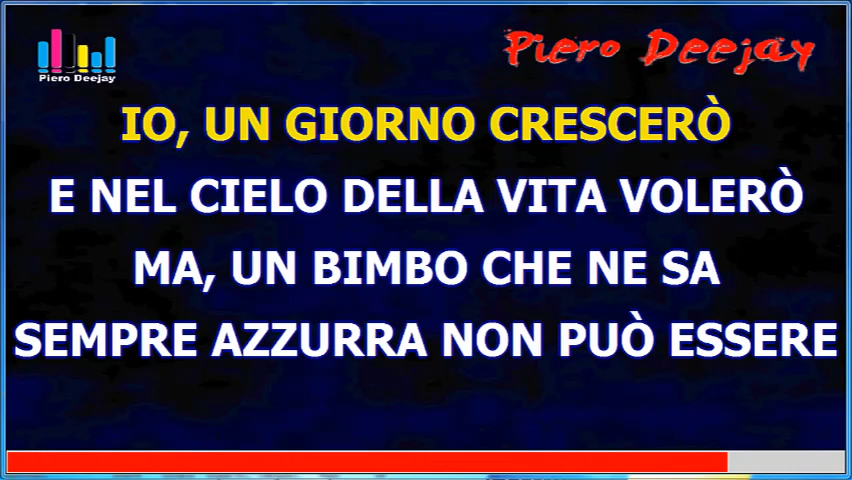 Piero Deejay
Piero Deejay
IO, UN GIORNO CRESCERÒ
E NEL CIELO DELLA VITA VOLERÒ
MA, UN BIMBO CHE NE SA
SEMPRE AZZURRA NON PUÒ ESSERE